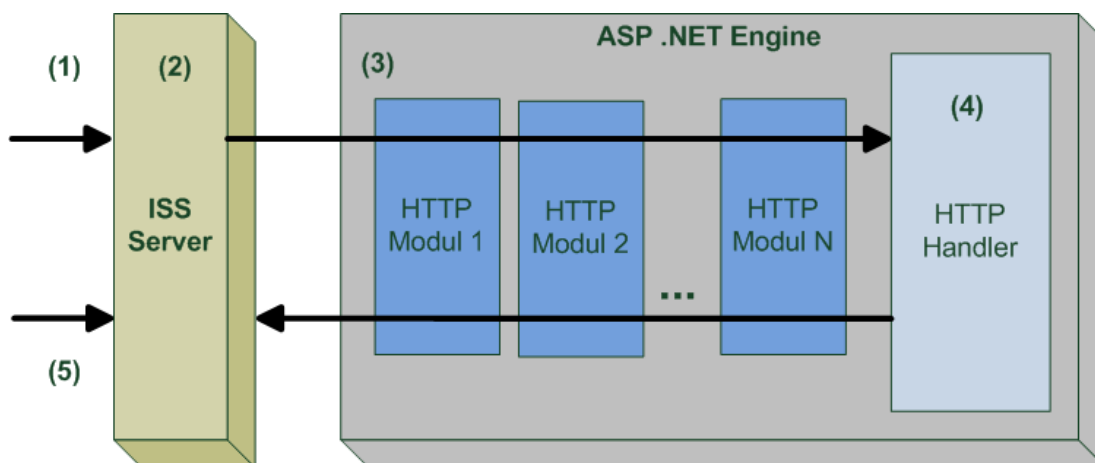 ASP .NET Engine
(1)
(2)
(3)
(4)
ISS
Server
HTTP
Modul 1
HTTP
Modul 2
...
HTTP
Modul N
HTTP
Handler
(5)